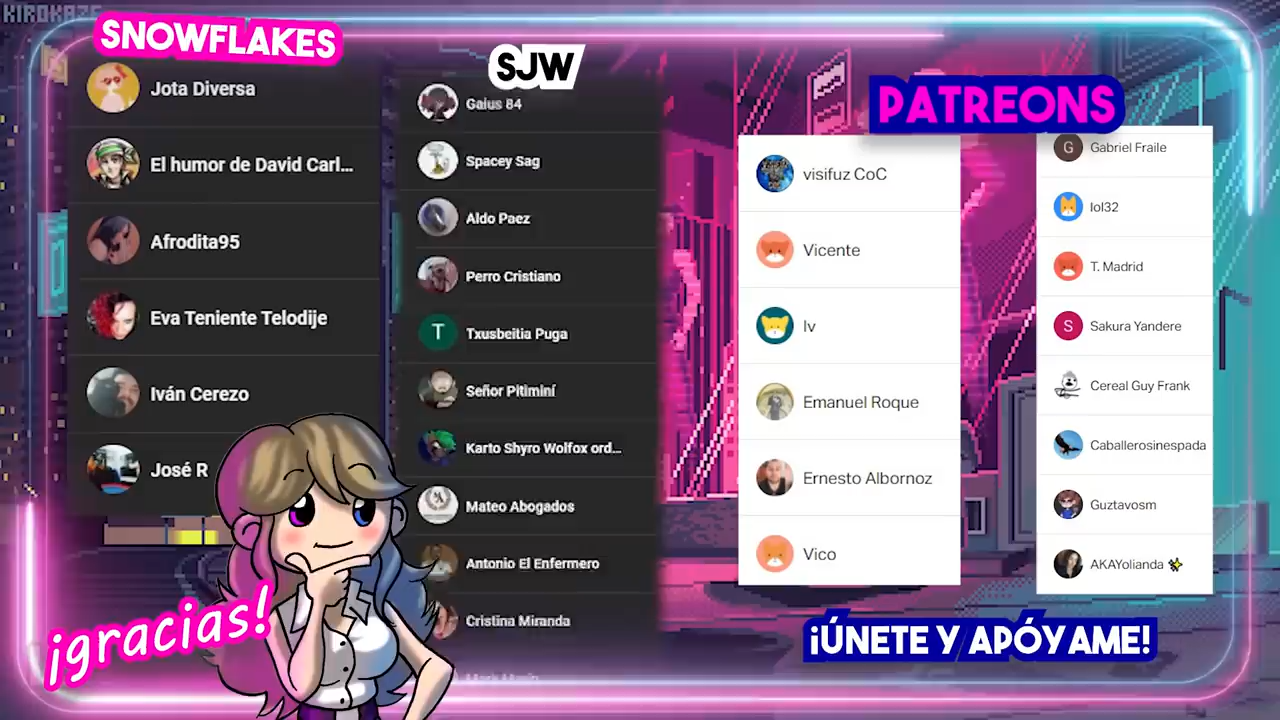 KIROKAZE
SNOWFLAKES
Jota Diversa
El humor de David Carl...
Afrodita95
Eva Teniente Telodije
Iván Cerezo
José R
SJW
Gaius 84
Spacey Sag
Aldo Paez
Perro Cristiano
T
Txusbeitia Puga
Señor Pitiminí
Karto Shyro Wolfox ord...
Mateo Abogados
Antonio El Enfermero
Cristina Miranda
PATREONS
visifuz CoC
Vicente
Iv
Emanuel Roque
Ernesto Albornoz
Vico
G
Gabriel Fraile
lol32
T. Madrid
S
Sakura Yandere
Cereal Guy Frank
Caballerosinespada
Guztavosm
AKAYolianda
¡gracias!
¡ÚNETE Y APÓYAME!